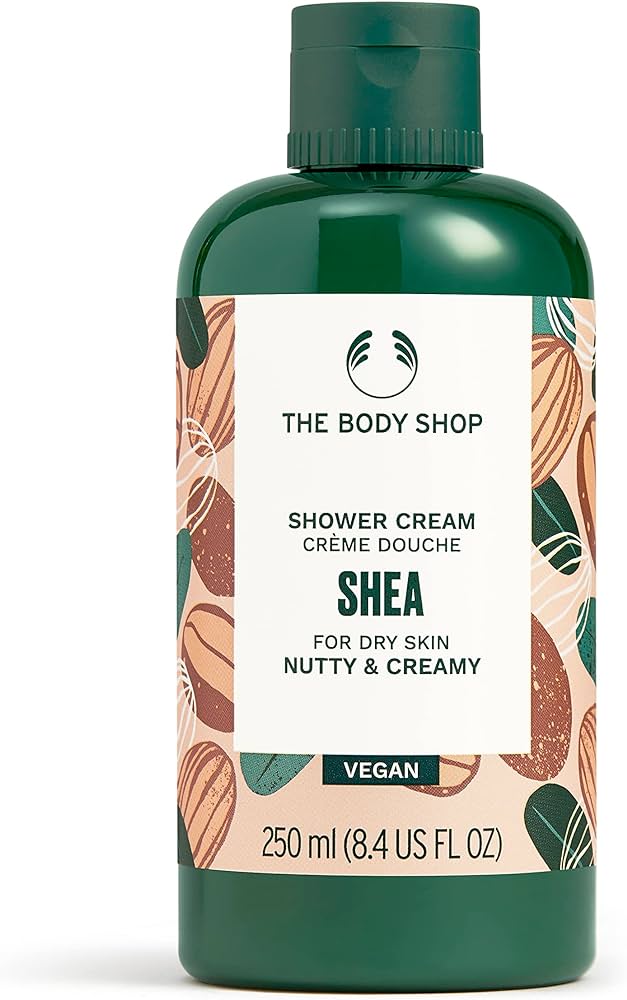 THE BODY SHOP
SHOWER CREAM
CRÈME DOUCHE
SHEA
FOR DRY SKIN
NUTTY & CREAMY
VEGAN
250 ml (8.4 US FL OZ)